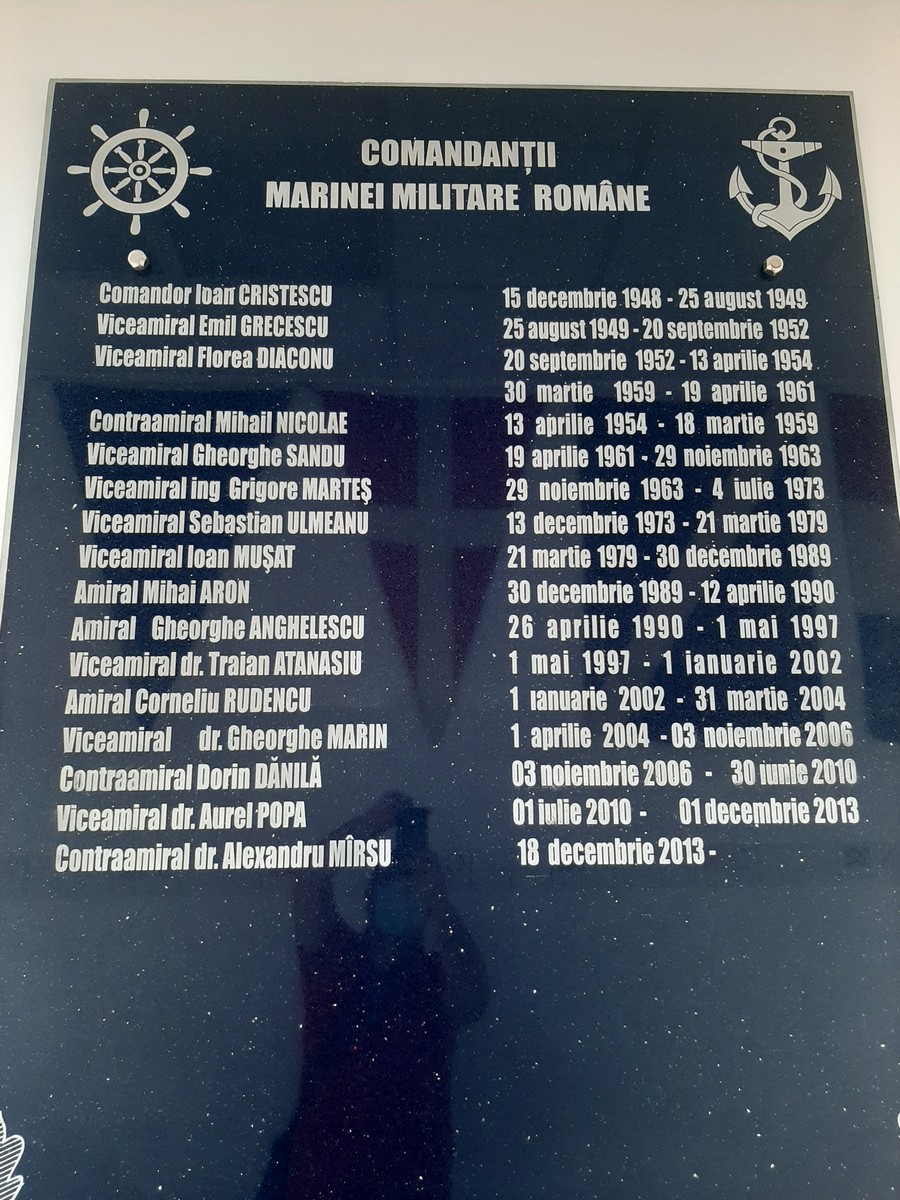 COMANDANȚII
MARINEI MILITARE ROMÂNE
Comandor Ioan CRISTESCU 15 decembrie 1948 - 25 august 1949
Viceamiral Emil GRECESCU 25 august 1949 - 20 septembrie 1952
Viceamiral Florea DIACONU 20 septembrie 1952 - 13 aprilie 1954
30 martie 1959 - 19 aprilie 1961
Contraamiral Mihail NICOLAE 13 aprilie 1954 - 18 martie 1959
Viceamiral Gheorghe SANDU 19 aprilie 1961 - 29 noiembrie 1963
Viceamiral ing Grigore MARTEȘ 29 noiembrie 1963 - 4 iulie 1973
Viceamiral Sebastian ULMEANU 13 decembrie 1973 - 21 martie 1979
Viceamiral Ioan MUȘAT 21 martie 1979 - 30 decembrie 1989
Amiral Mihai ARON 30 decembrie 1989 - 12 aprilie 1990
Amiral Gheorghe ANGHELESCU 26 aprilie 1990 - 1 mai 1997
Viceamiral dr. Traian ATANASIU 1 mai 1997 - 1 ianuarie 2002
Amiral Corneliu RUDENCU 1 ianuarie 2002 - 31 martie 2004
Viceamiral dr. Gheorghe MARIN 1 aprilie 2004 - 03 noiembrie 2006
Contraamiral Dorin DĂNILĂ 03 noiembrie 2006 - 30 iunie 2010
Viceamiral dr. Aurel POPA 01 iulie 2010 - 01 decembrie 2013
Contraamiral dr. Alexandru MÎRSU 18 decembrie 2013 -